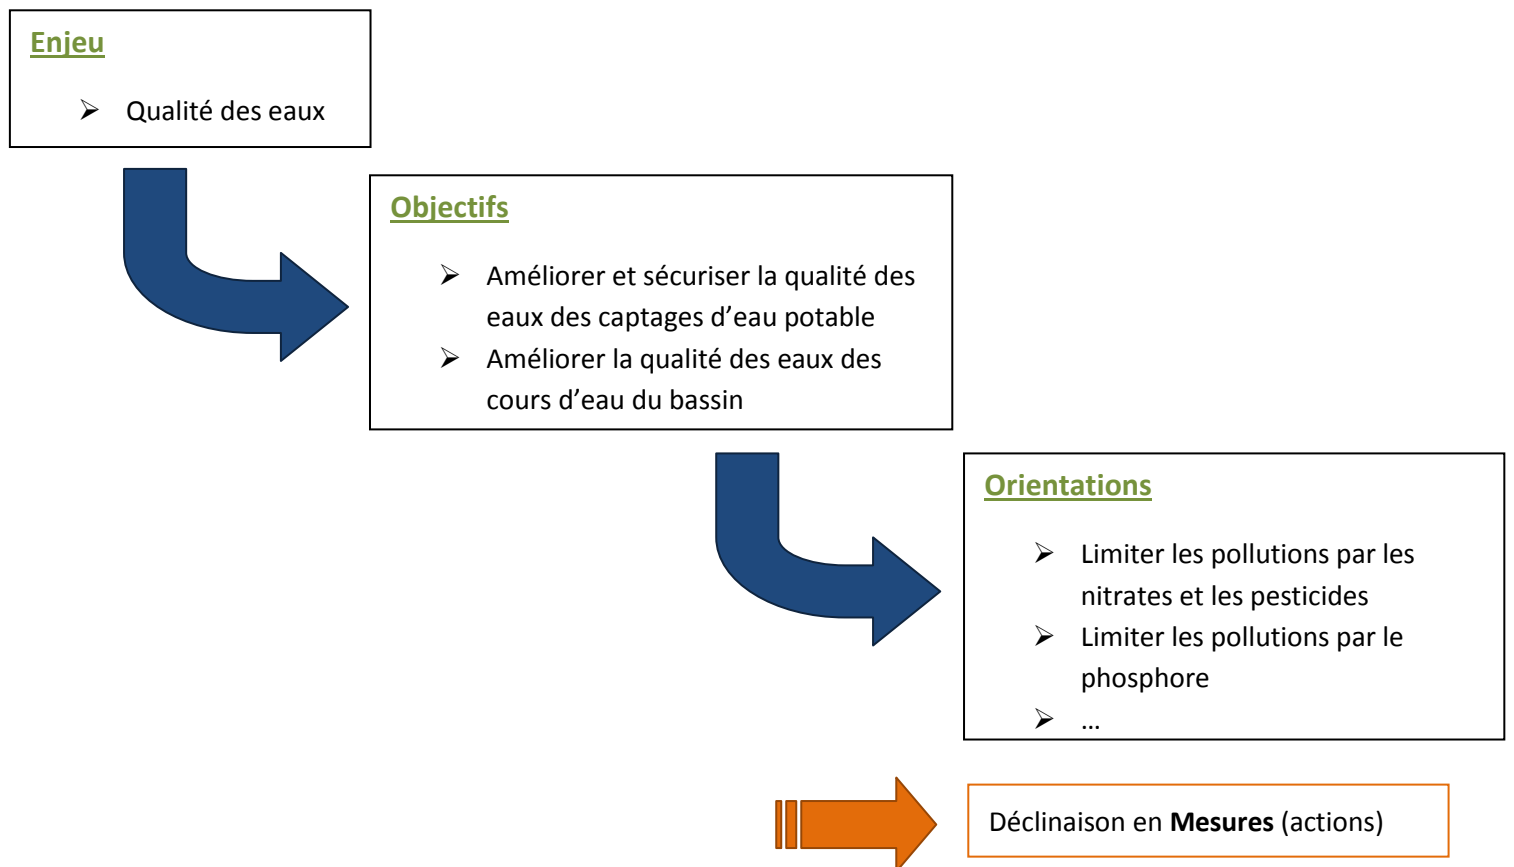 Enjeu
➢ Qualité des eaux
Objectifs
➢ Améliorer et sécuriser la qualité des
eaux des captages d’eau potable
➢ Améliorer la qualité des eaux des
cours d’eau du bassin
Orientations
➢ Limiter les pollutions par les
nitrates et les pesticides
➢ Limiter les pollutions par le
phosphore
➢ …
Déclinaison en Mesures (actions)